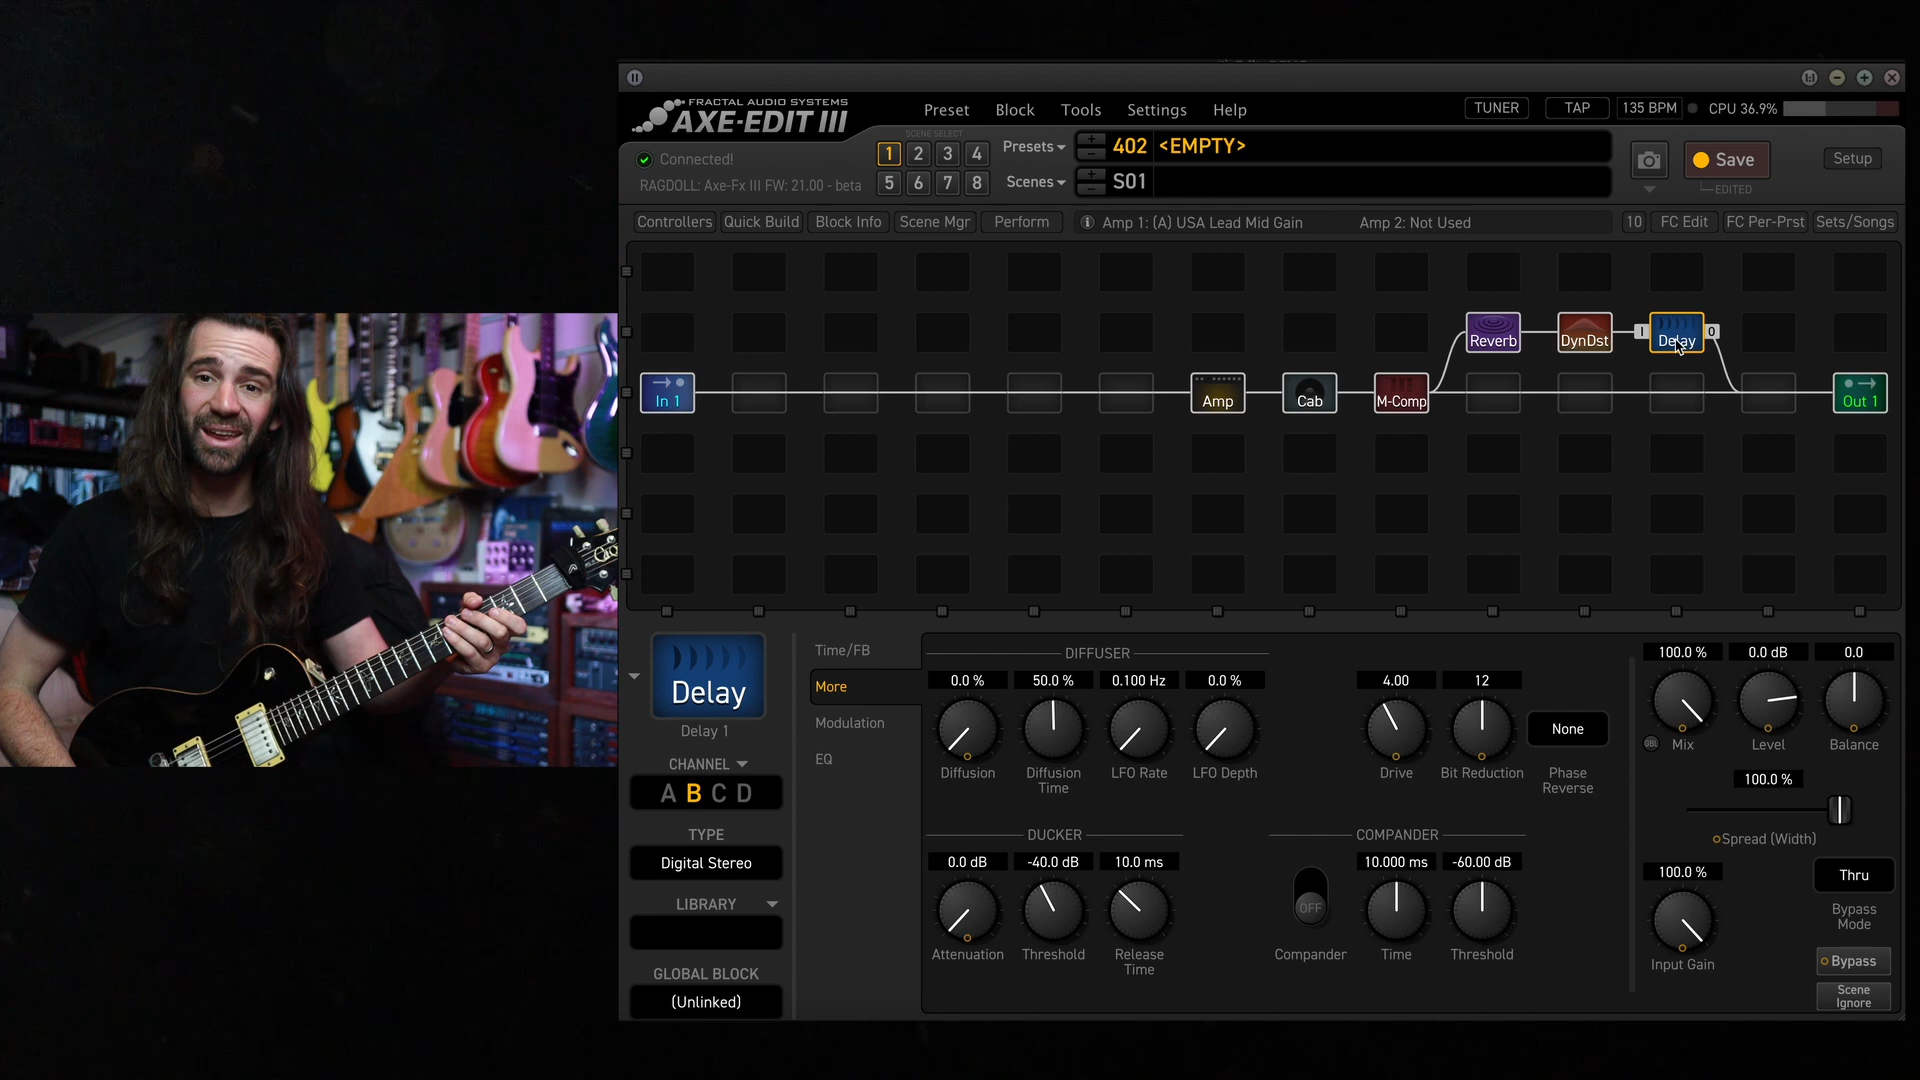 FRACTAL AUDIO SYSTEMS
AXE-EDIT III
Preset Block Tools Settings Help
TUNER TAP 135 BPM CPU 36.9%
SCENE SELECT
1 2 3 4
5 6 7 8
Connected!
RAGDOLL: Axe-Fx III FW: 21.00 - beta
Presets 402 <EMPTY>
Scenes S01
Save
EDITED
Setup
Controllers Quick Build Block Info Scene Mgr Perform
Amp 1: (A) USA Lead Mid Gain Amp 2: Not Used
10 FC Edit FC Per-Prst Sets/Songs
Reverb DynDst I Delay O
In 1 Amp Cab M-Comp Out 1
Delay
Delay 1
CHANNEL
A B C D
TYPE
Digital Stereo
LIBRARY
GLOBAL BLOCK
(Unlinked)
Time/FB
More
Modulation
EQ
DIFFUSER
0.0 % 50.0 % 0.100 Hz 0.0 % 4.00 12
None
Diffusion Diffusion Time LFO Rate LFO Depth Drive Bit Reduction Phase Reverse
DUCKER COMPANDER
0.0 dB -40.0 dB 10.0 ms 10.000 ms -60.00 dB
OFF
Attenuation Threshold Release Time Compander Time Threshold
100.0 % 0.0 dB 0.0
GBL Mix Level Balance
100.0 %
Spread (Width)
100.0 %
Input Gain
Thru
Bypass Mode
Bypass
Scene Ignore